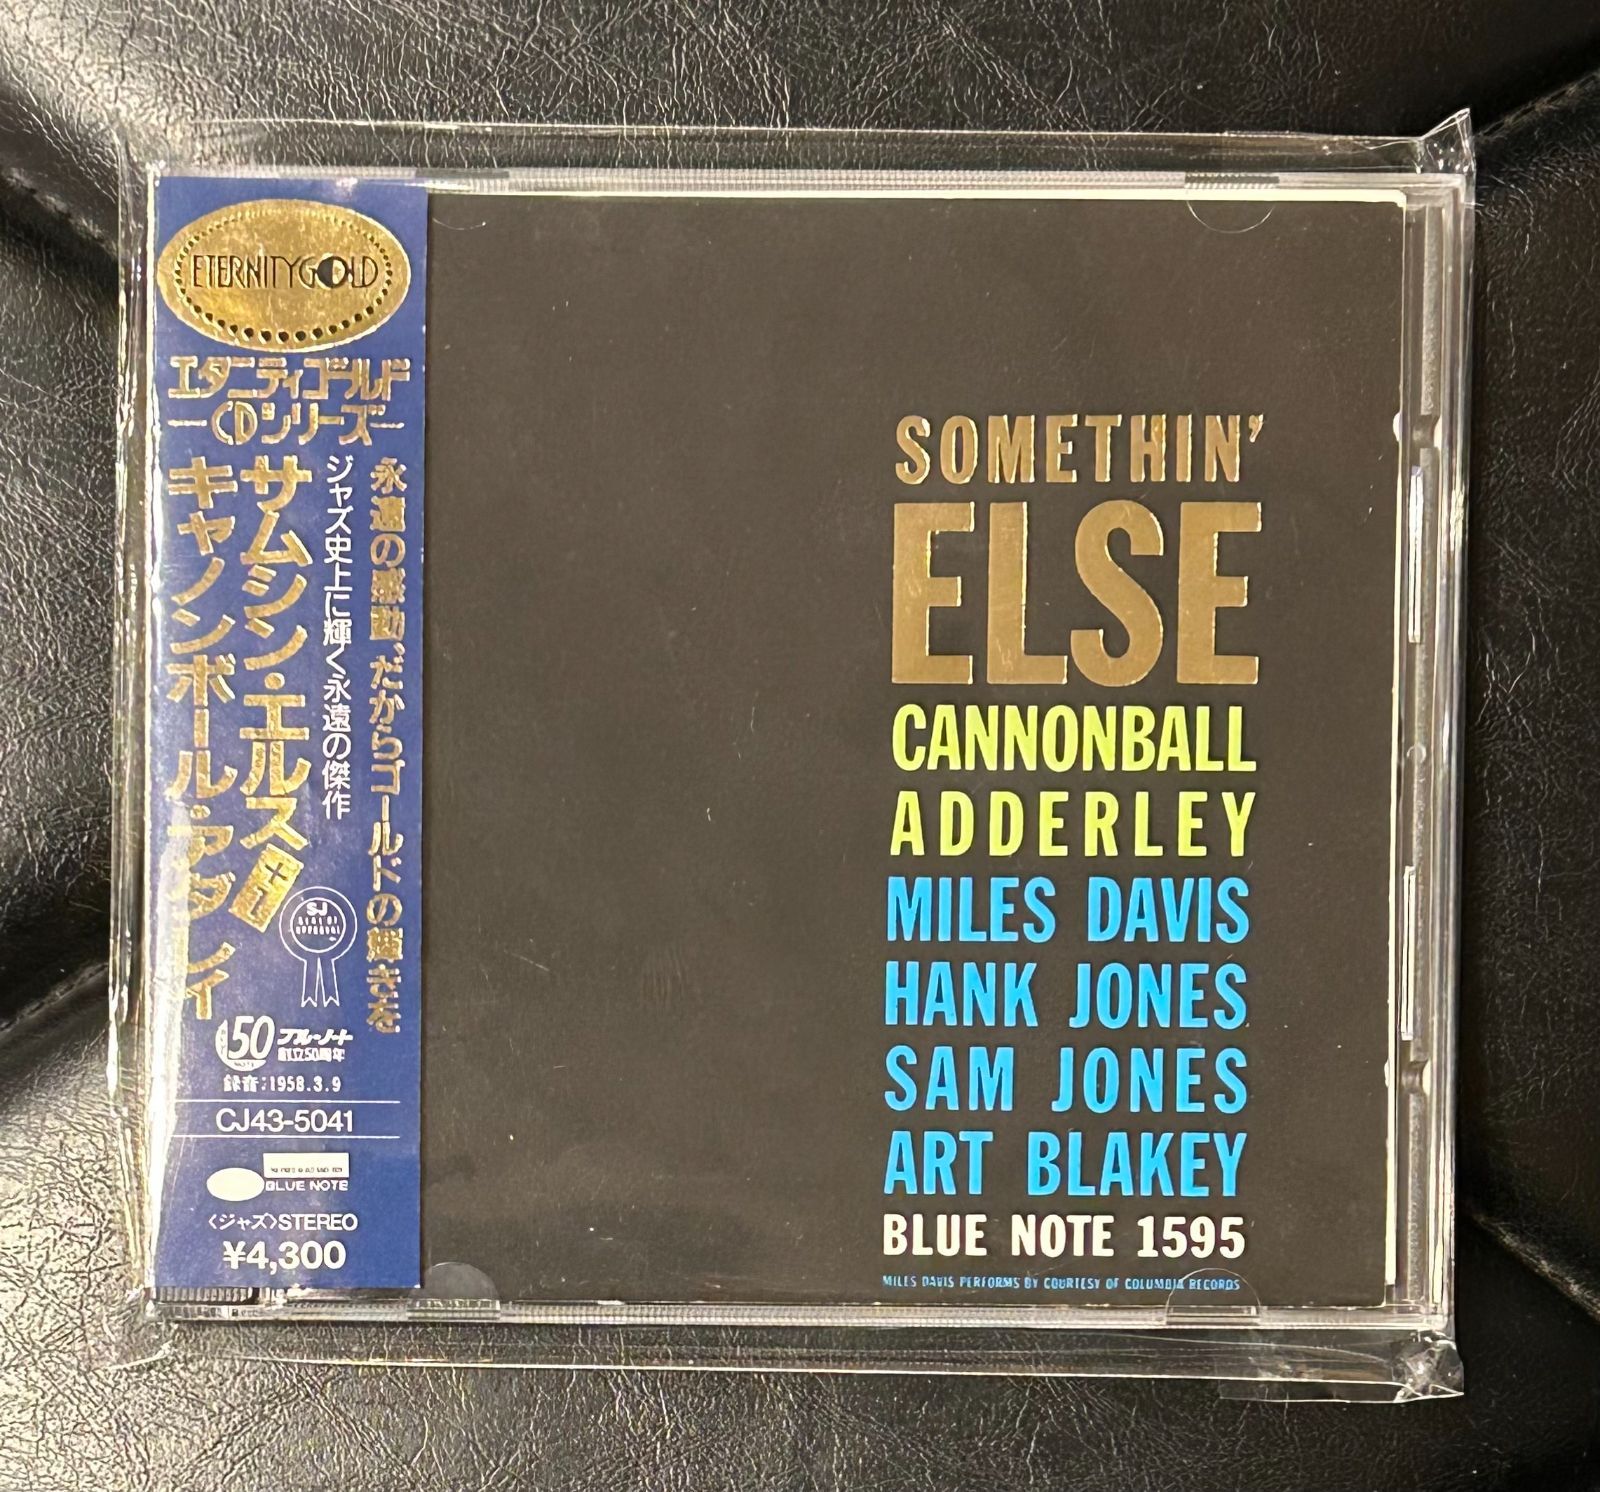 ETERNITY GOLD
エタニティゴールド
CDシリーズ
永遠の感動、だからゴールドの輝きを
ジャズ史上に輝く永遠の傑作
サムシン・エルス+1
キャノンボール・アダレイ
SJ
SEAL OF
APPROVAL
50
ブルーノート
創立50周年
録音:1958.3.9
CJ43-5041
BLUE NOTE
〈ジャズ〉STEREO
¥4,300
SOMETHIN'
ELSE
CANNONBALL
ADDERLEY
MILES DAVIS
HANK JONES
SAM JONES
ART BLAKEY
BLUE NOTE 1595
MILES DAVIS PERFORMS BY COURTESY OF COLUMBIA RECORDS